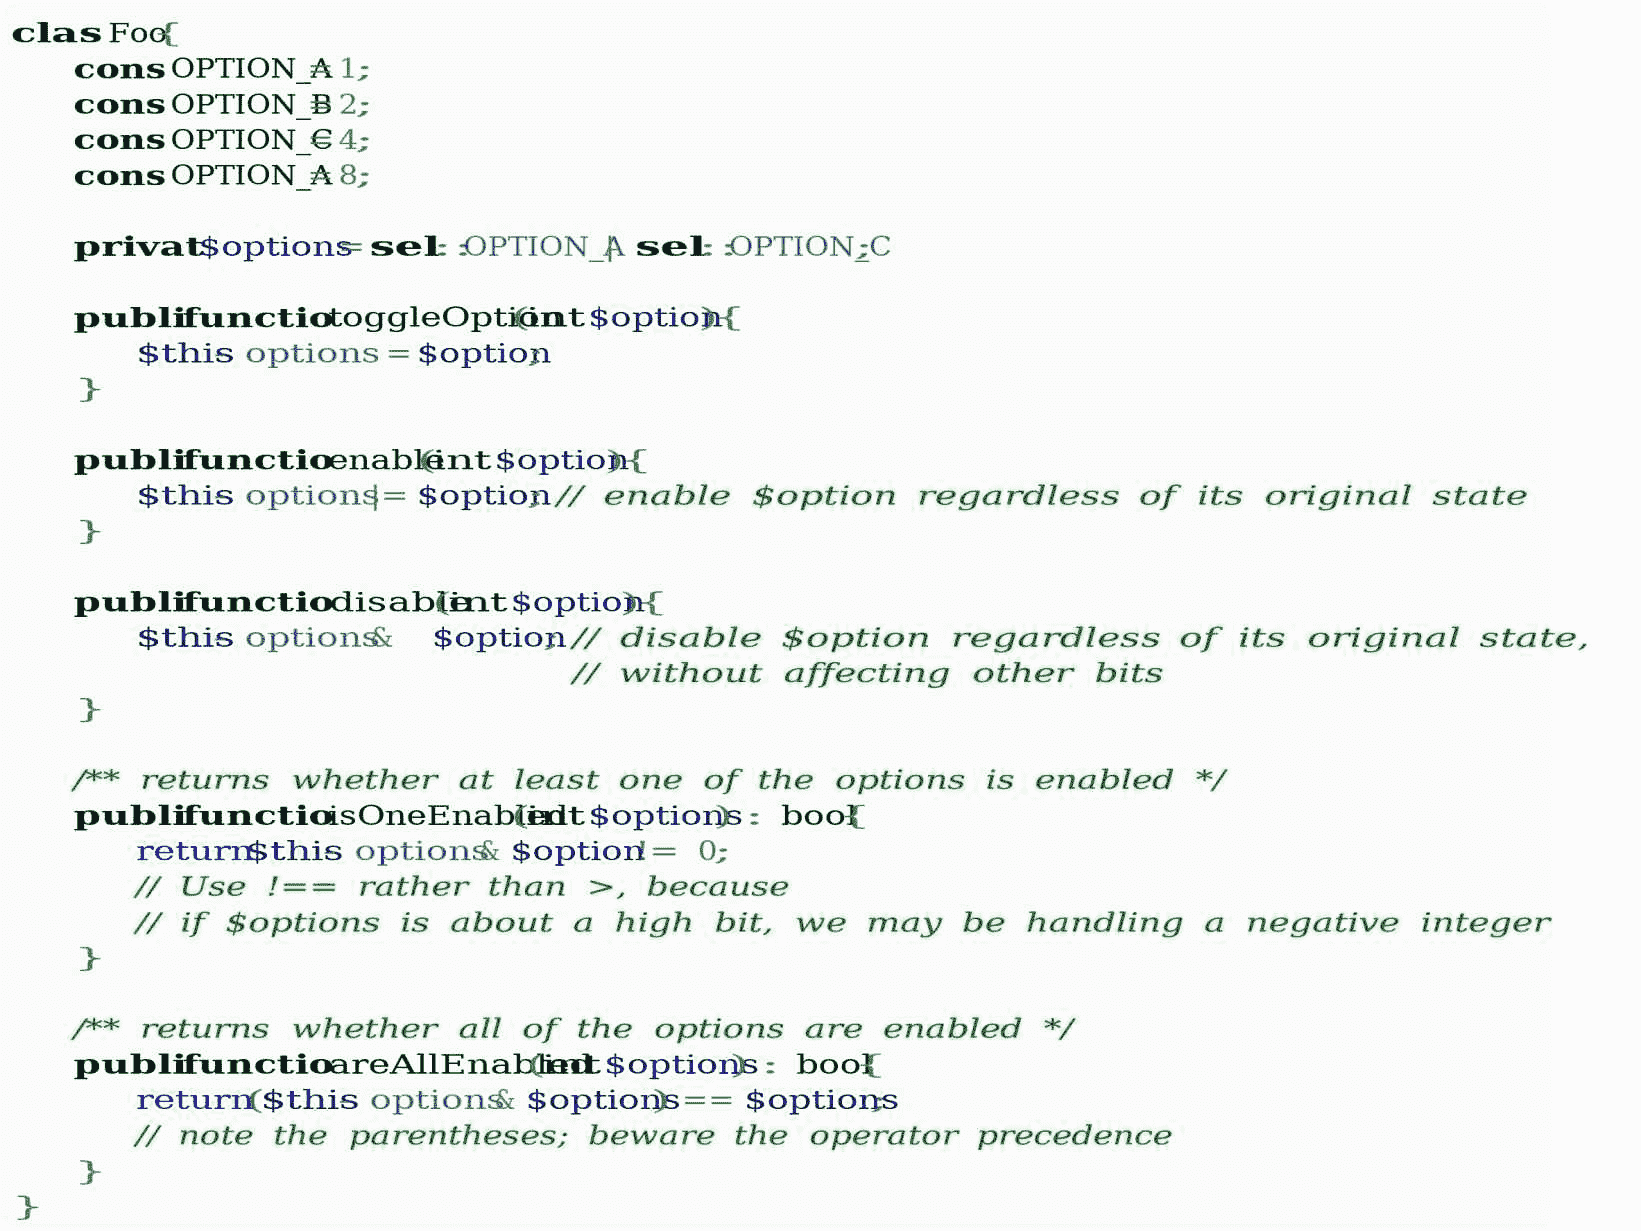 clas Foo{
cons OPTION_A = 1;
cons OPTION_B = 2;
cons OPTION_C = 4;
cons OPTION_A = 8;
privat $options = sel::OPTION_A | sel::OPTION_C;
publi functio toggleOption(int $option){
$this options = $option;
}
publi functio enable(int $option){
$this options |= $option; // enable $option regardless of its original state
}
publi functio disable(int $option){
$this options & $option; // disable $option regardless of its original state,
// without affecting other bits
}
/** returns whether at least one of the options is enabled */
publi functio isOneEnabled(int $options) : bool{
return $this options & $option != 0;
// Use !== rather than >, because
// if $options is about a high bit, we may be handling a negative integer
}
/** returns whether all of the options are enabled */
publi functio areAllEnabled(int $options) : bool{
return ($this options & $options) == $options;
// note the parentheses; beware the operator precedence
}
}